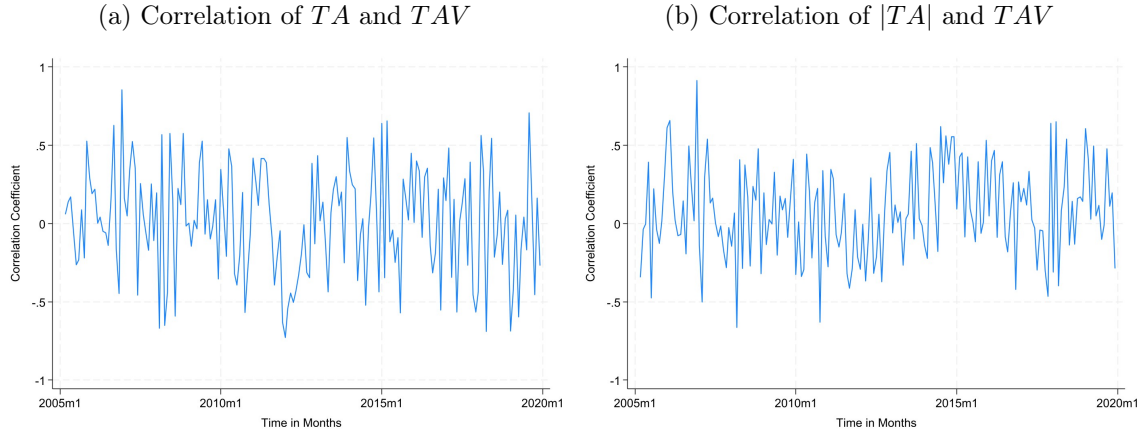 (a) Correlation of TA and TAV
1
.5
0
-.5
-1
Correlation Coefficient
2005m1 2010m1 2015m1 2020m1
Time in Months
(b) Correlation of |TA| and TAV
1
.5
0
-.5
-1
Correlation Coefficient
2005m1 2010m1 2015m1 2020m1
Time in Months